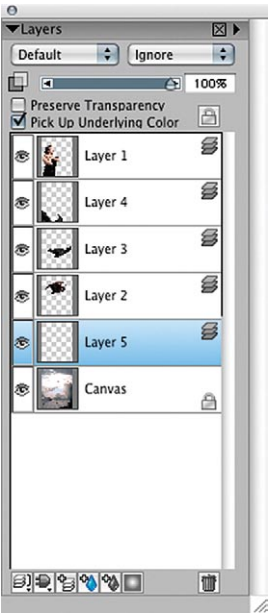 Layers
Default Ignore
100%
Preserve Transparency
Pick Up Underlying Color
Layer 1
Layer 4
Layer 3
Layer 2
Layer 5
Canvas